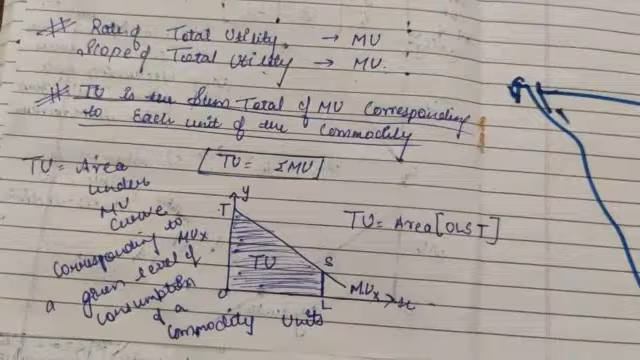 Rate of Total Utility → MU
Slope of Total Utility → MU.
TU is the Sum Total of MU Corresponding
to Each unit of the Commodity
TU = Area
under
MU
Curve
Corresponding to
a given level of
consumption
of a
commodity
TU = ΣMU
y
T
MUx
TU
S
MUx
O
L
x
Units
TU = Area [OLST]